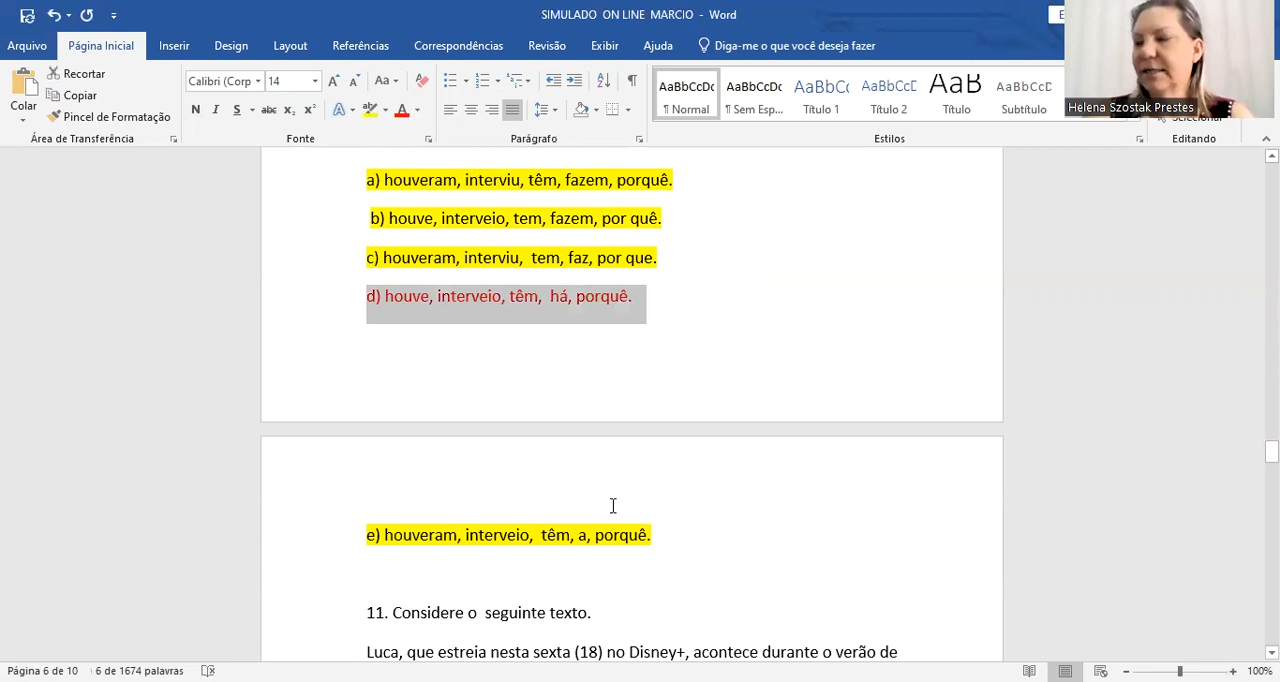 SIMULADO ON LINE MARCIO - Word
Arquivo Página Inicial Inserir Design Layout Referências Correspondências Revisão Exibir Ajuda Diga-me o que você deseja fazer
Colar
Recortar
Copiar
Pincel de Formatação
Área de Transferência
Calibri (Corp 14
Fonte
Parágrafo
AaBbCcDc AaBbCcDc AaBbCc AaBbCcC AaB AaBbCcD
¶ Normal ¶ Sem Esp... Título 1 Título 2 Título Subtítulo
Estilos
Editando
Helena Szostak Prestes
a) houveram, interviu, têm, fazem, porquê.
b) houve, interveio, tem, fazem, por quê.
c) houveram, interviu, tem, faz, por que.
d) houve, interveio, têm, há, porquê.
e) houveram, interveio, têm, a, porquê.
11. Considere o seguinte texto.
Luca, que estreia nesta sexta (18) no Disney+, acontece durante o verão de
Página 6 de 10 6 de 1674 palavras 100%